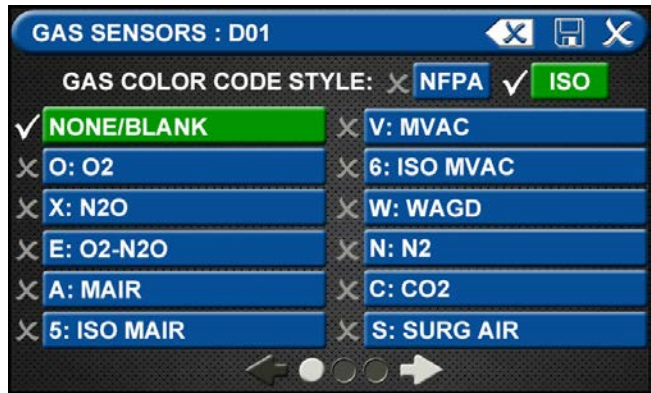 GAS SENSORS : D01
GAS COLOR CODE STYLE: NFPA ISO
NONE/BLANK
O: O2
X: N2O
E: O2-N2O
A: MAIR
5: ISO MAIR
V: MVAC
6: ISO MVAC
W: WAGD
N: N2
C: CO2
S: SURG AIR